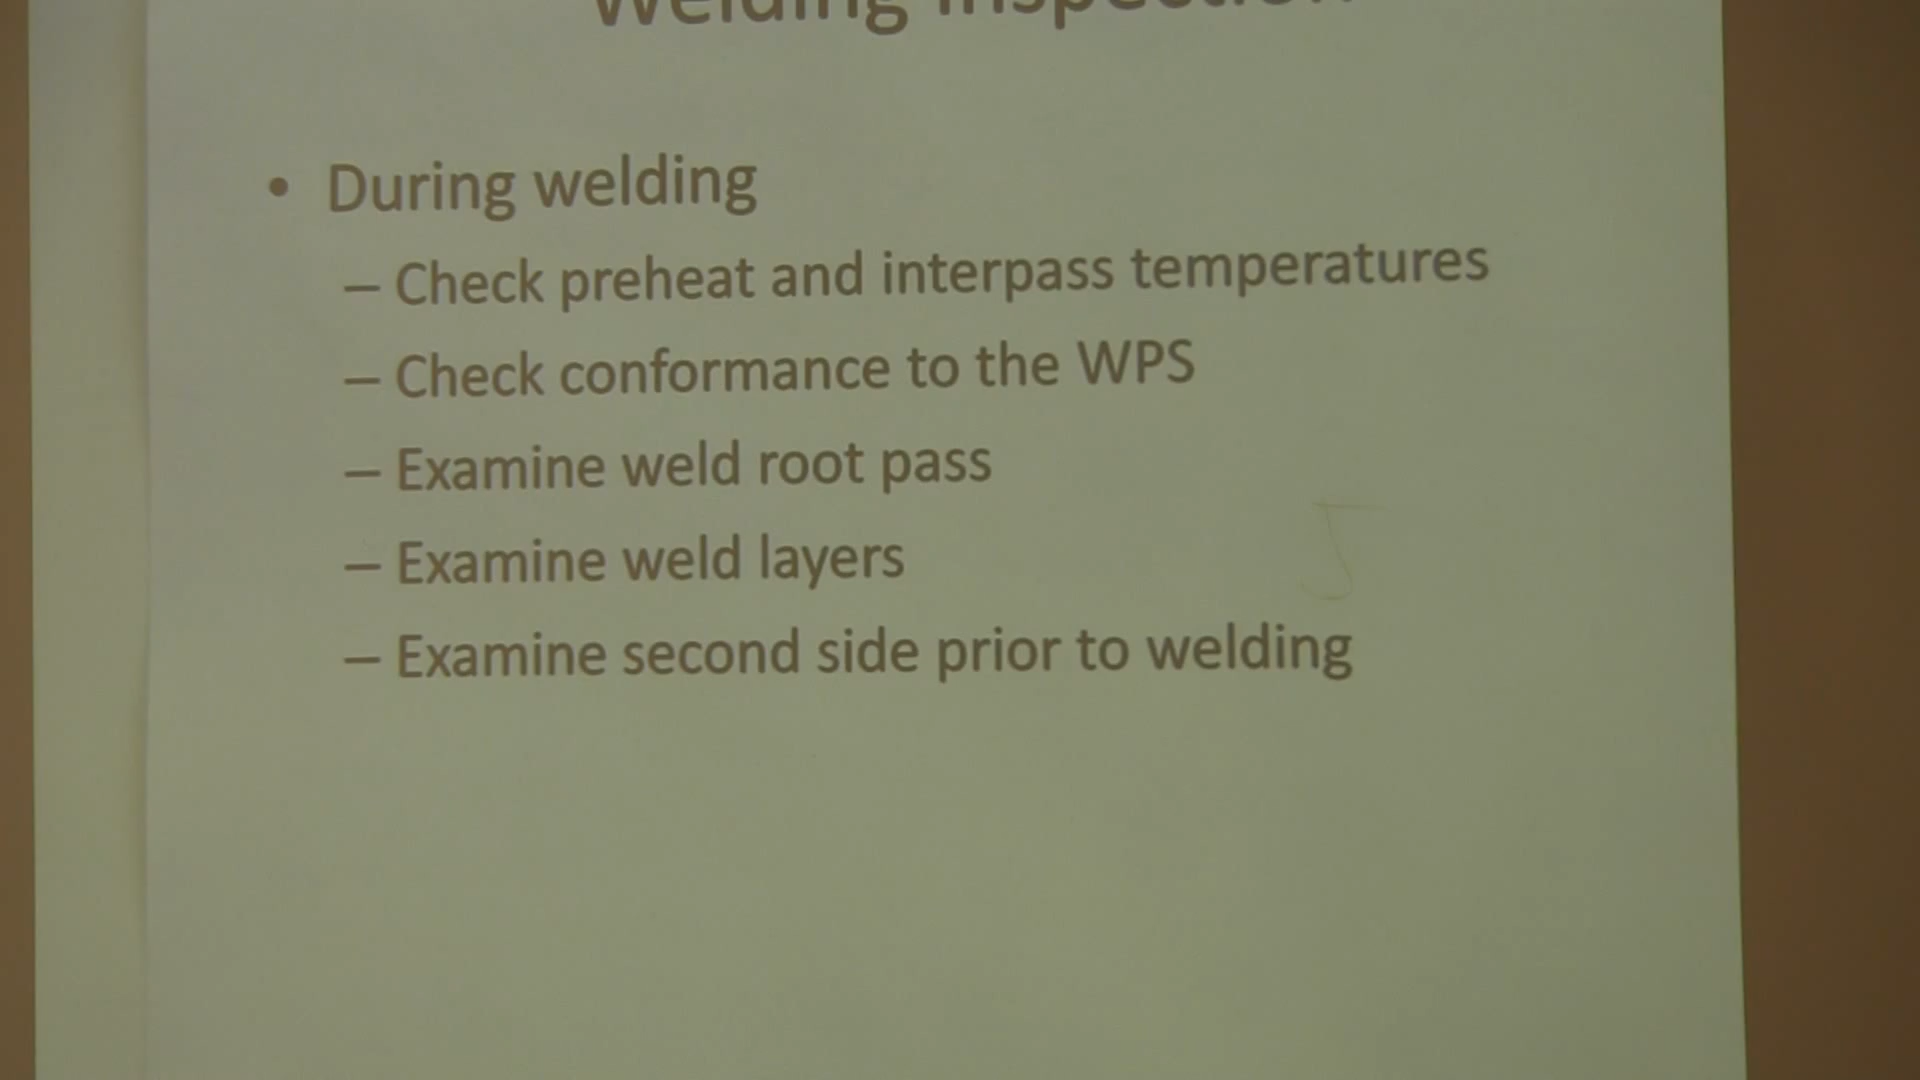 Welding Inspection
• During welding
– Check preheat and interpass temperatures
– Check conformance to the WPS
– Examine weld root pass
– Examine weld layers
– Examine second side prior to welding